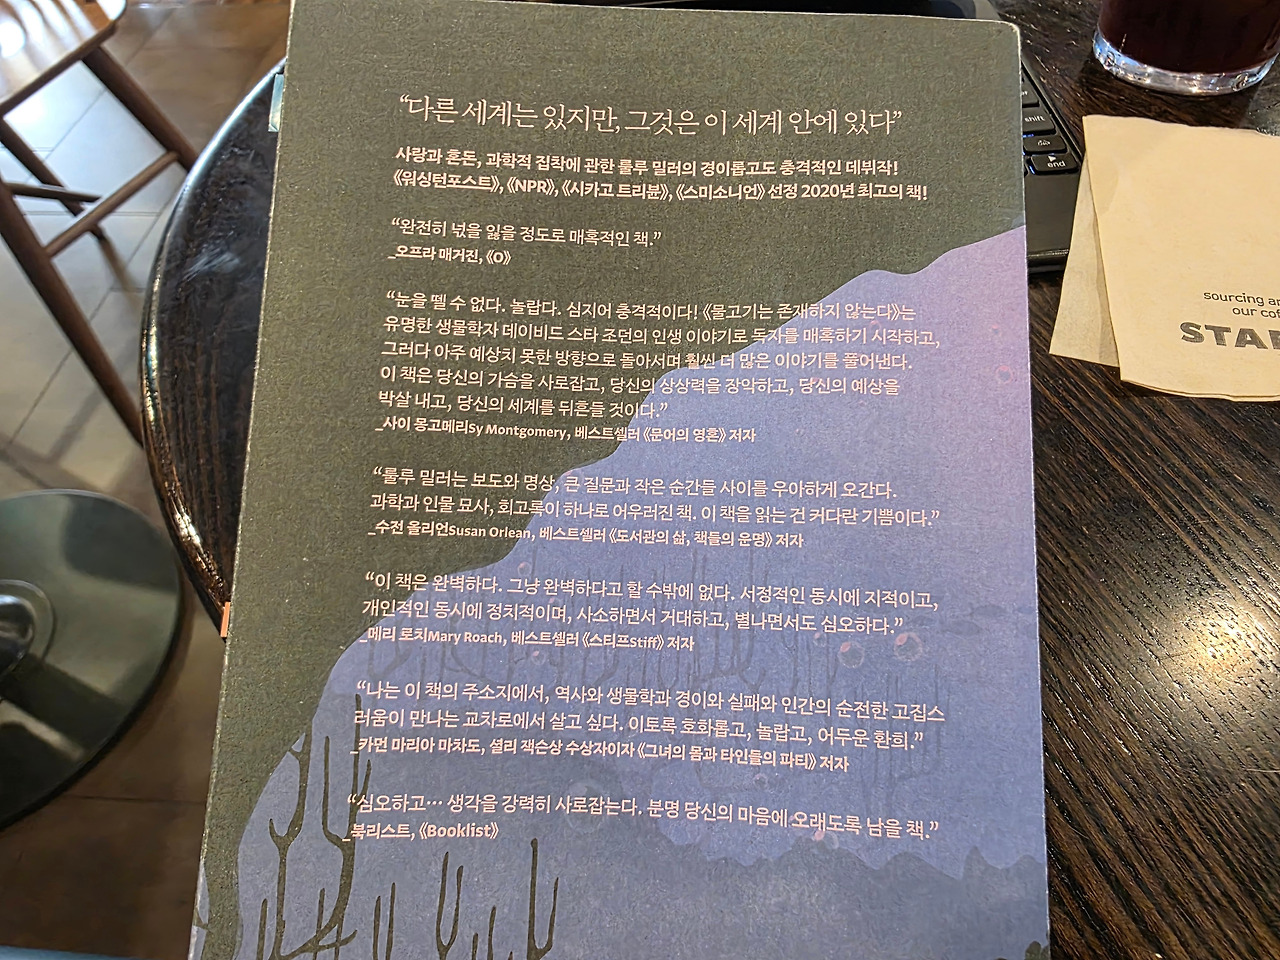 “다른 세계는 있지만, 그것은 이 세계 안에 있다”
사랑과 혼돈, 과학적 집착에 관한 룰루 밀러의 경이롭고도 충격적인 데뷔작!
《워싱턴포스트》, 《NPR》, 《시카고 트리뷴》, 《스미소니언》 선정 2020년 최고의 책!
“완전히 넋을 잃을 정도로 매혹적인 책.”
_오프라 매거진, 《O》
“눈을 뗄 수 없다. 놀랍다. 심지어 충격적이다! 《물고기는 존재하지 않는다》는
유명한 생물학자 데이비드 스타 조던의 인생 이야기로 독자를 매혹하기 시작하고,
그러다 아주 예상치 못한 방향으로 돌아서며 훨씬 더 많은 이야기를 풀어낸다.
이 책은 당신의 가슴을 사로잡고, 당신의 상상력을 장악하고, 당신의 예상을
박살 내고, 당신의 세계를 뒤흔들 것이다.”
_사이 몽고메리Sy Montgomery, 베스트셀러 《문어의 영혼》 저자
“룰루 밀러는 보도와 명상, 큰 질문과 작은 순간들 사이를 우아하게 오간다.
과학과 인물 묘사, 회고록이 하나로 어우러진 책. 이 책을 읽는 건 커다란 기쁨이다.”
_수전 올리언Susan Orlean, 베스트셀러 《도서관의 삶, 책들의 운명》 저자
“이 책은 완벽하다. 그냥 완벽하다고 할 수밖에 없다. 서정적인 동시에 지적이고,
개인적인 동시에 정치적이며, 사소하면서 거대하고, 별나면서도 심오하다.”
_메리 로치Mary Roach, 베스트셀러 《스티프Stiff》 저자
“나는 이 책의 주소지에서, 역사와 생물학과 경이와 실패와 인간의 순전한 고집스
러움이 만나는 교차로에서 살고 싶다. 이토록 호화롭고, 놀랍고, 어두운 환희.”
_카먼 마리아 마차도, 셜리 잭슨상 수상자이자 《그녀의 몸과 타인들의 파티》 저자
“심오하고… 생각을 강력히 사로잡는다. 분명 당신의 마음에 오래도록 남을 책.”
_북리스트, 《Booklist》
shift
end
sourcing
our